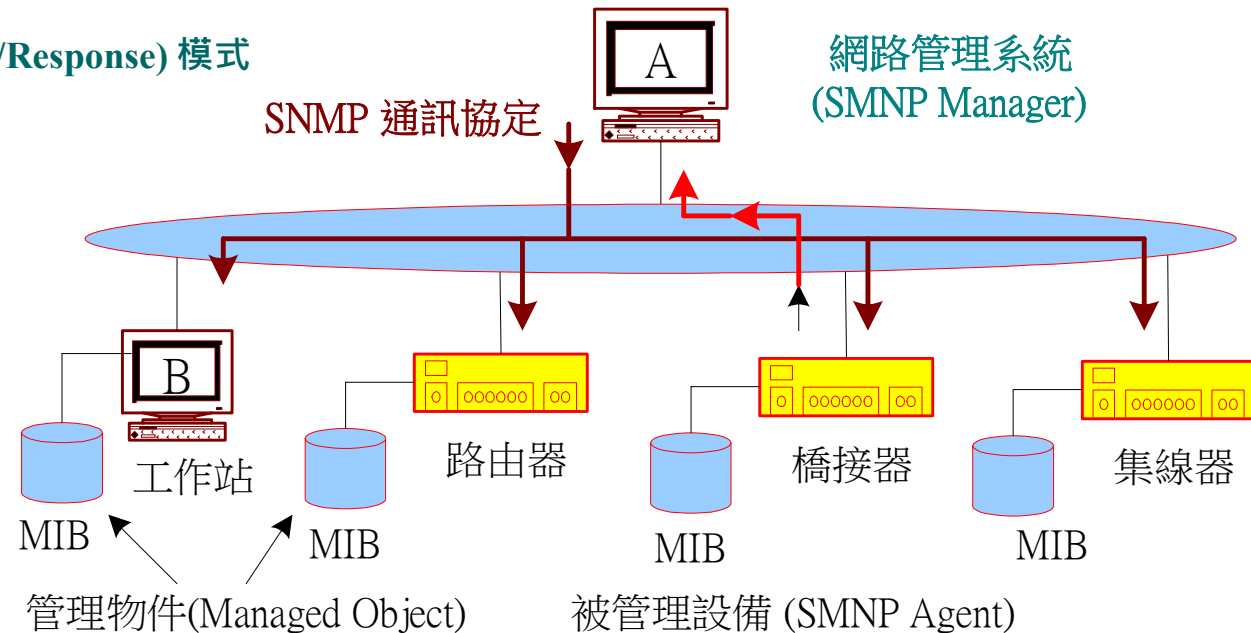 /Response) 模式
A
網路管理系統
(SMNP Manager)
SNMP 通訊協定
B
工作站
路由器
橋接器
集線器
MIB
MIB
MIB
MIB
管理物件(Managed Object)
被管理設備 (SMNP Agent)